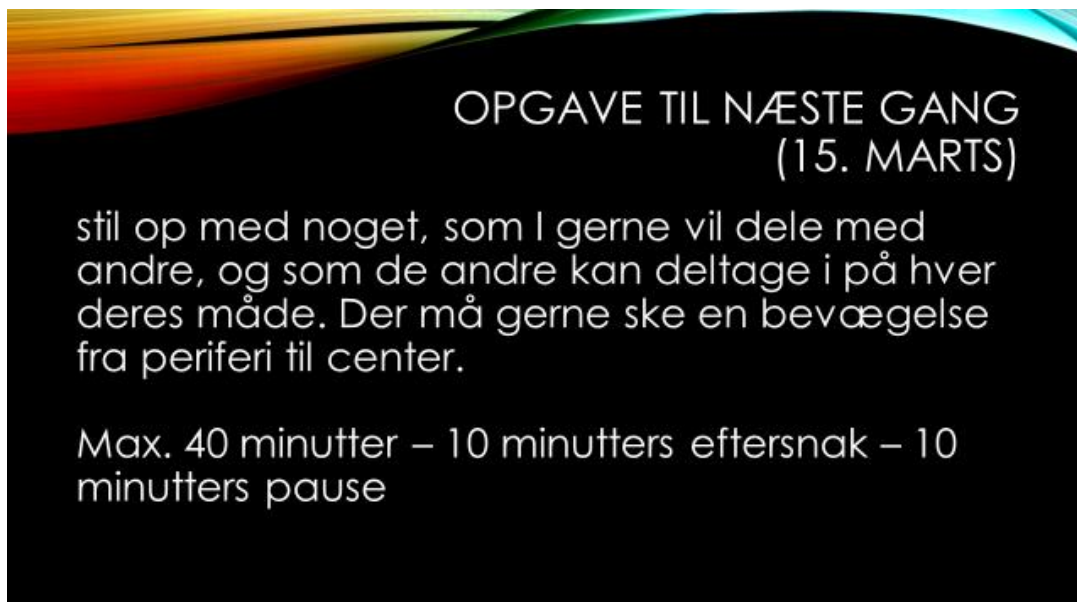 OPGAVE TIL NÆSTE GANG
(15. MARTS)
stil op med noget, som I gerne vil dele med
andre, og som de andre kan deltage i på hver
deres måde. Der må gerne ske en bevægelse
fra periferi til center.
Max. 40 minutter – 10 minutters eftersnak – 10
minutters pause